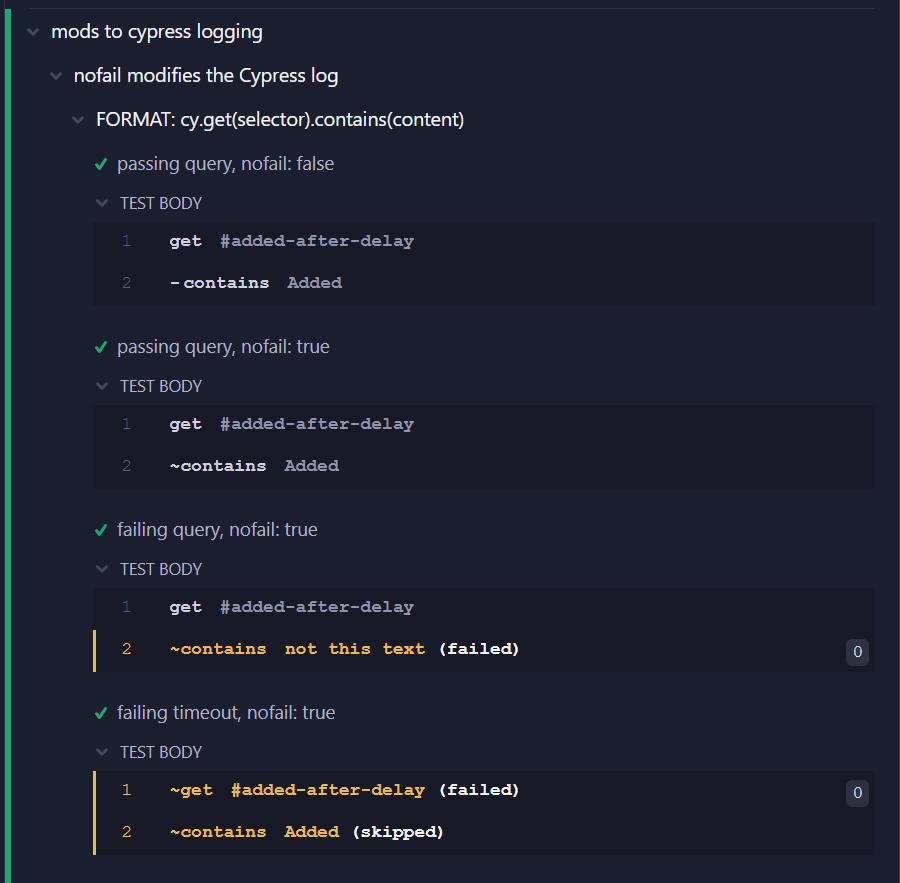 mods to cypress logging
nofail modifies the Cypress log
FORMAT: cy.get(selector).contains(content)
passing query, nofail: false
TEST BODY
1 get #added-after-delay
2 -contains Added
passing query, nofail: true
TEST BODY
1 get #added-after-delay
2 ~contains Added
failing query, nofail: true
TEST BODY
1 get #added-after-delay
2 ~contains not this text (failed) 0
failing timeout, nofail: true
TEST BODY
1 ~get #added-after-delay (failed) 0
2 ~contains Added (skipped)